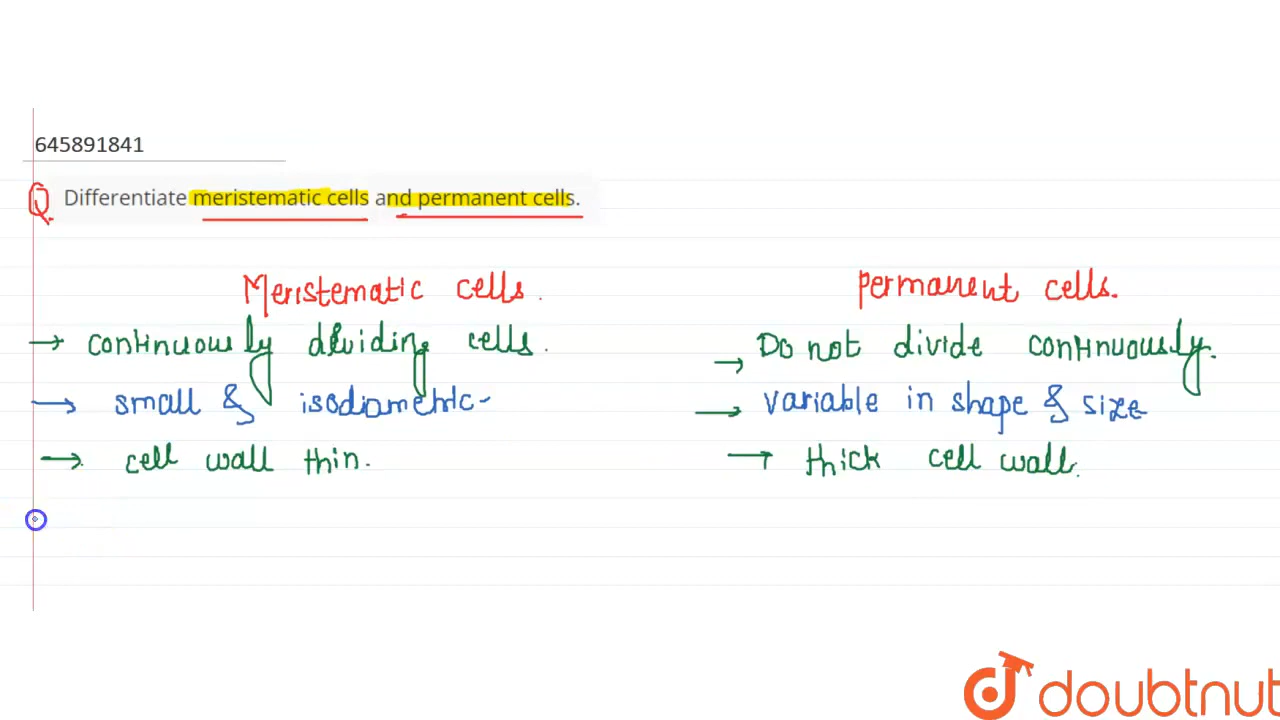 645891841
Q. Differentiate meristematic cells and permanent cells.
Meristematic cells.
Permanent cells.
→ continuously dividing cells.
→ Do not divide continuously.
→ small & isodiametric-
→ variable in shape & size
→ cell wall thin.
→ thick cell wall.
doubtnut